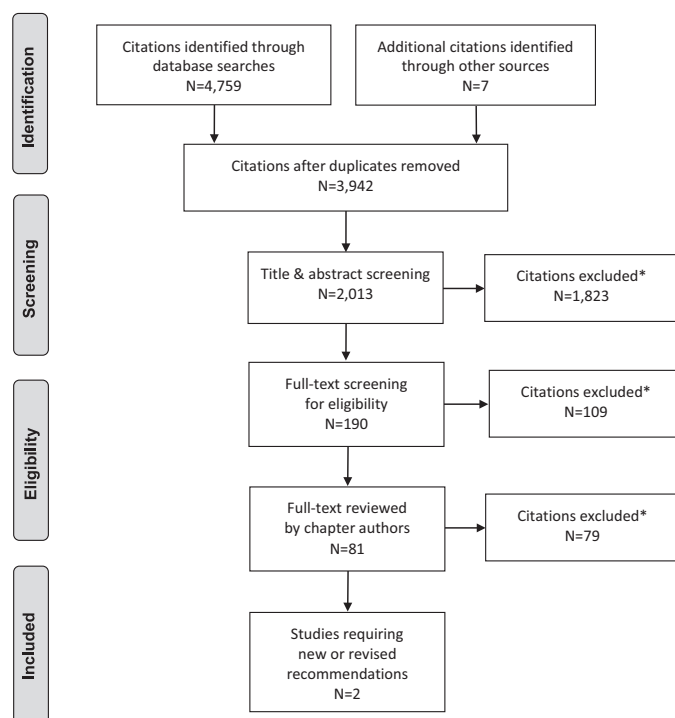 Identification
Citations identified through
database searches
N=4,759
Additional citations identified
through other sources
N=7
Citations after duplicates removed
N=3,942
Screening
Title & abstract screening
N=2,013
Citations excluded*
N=1,823
Eligibility
Full-text screening
for eligibility
N=190
Citations excluded*
N=109
Full-text reviewed
by chapter authors
N=81
Citations excluded*
N=79
Included
Studies requiring
new or revised
recommendations
N=2